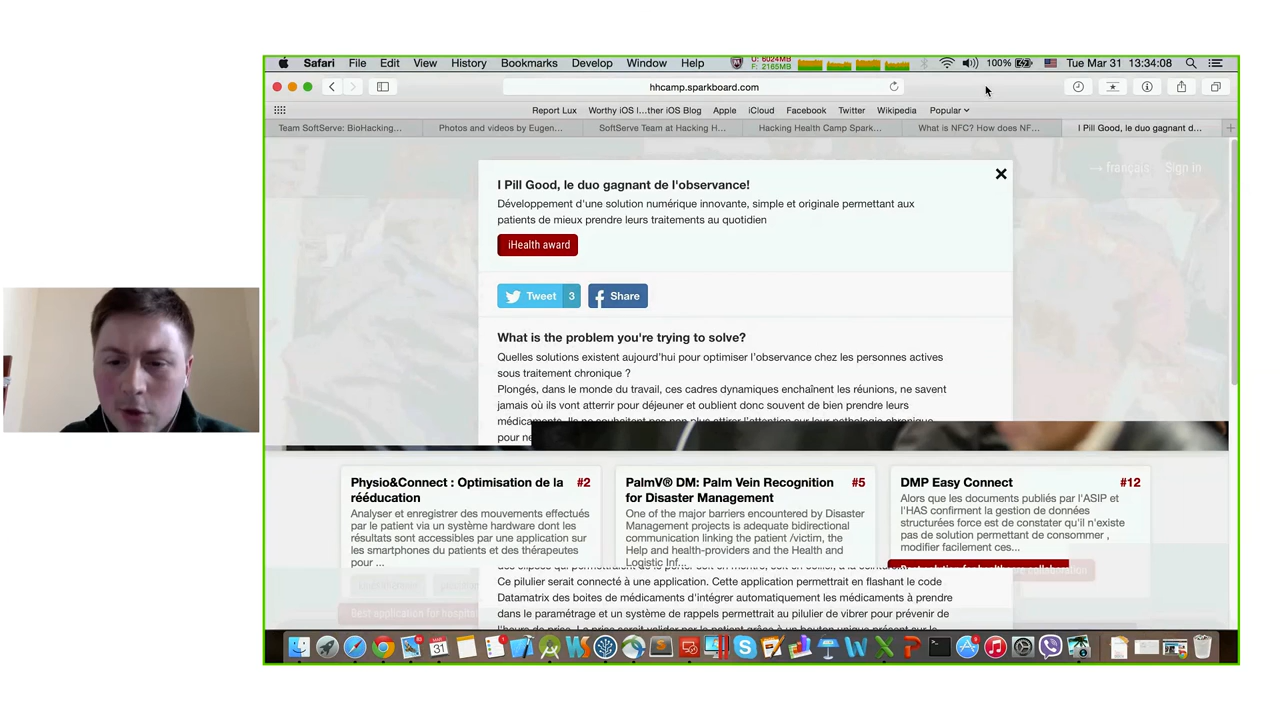 Safari File Edit View History Bookmarks Develop Window Help
U: 6024MB
F: 2165MB
100% Tue Mar 31 13:34:08
hhcamp.sparkboard.com
Report Lux Worthy iOS I...ther iOS Blog Apple iCloud Facebook Twitter Wikipedia Popular
Team SoftServe: BioHacking... Photos and videos by Eugen... SoftServe Team at Hacking H... Hacking Health Camp Spark... What is NFC? How does NF... I Pill Good, le duo gagnant d...
→ français Sign in
I Pill Good, le duo gagnant de l'observance!
Développement d'une solution numérique innovante, simple et originale permettant aux
patients de mieux prendre leurs traitements au quotidien
iHealth award
Tweet 3 Share
What is the problem you're trying to solve?
Quelles solutions existent aujourd'hui pour optimiser l'observance chez les personnes actives
sous traitement chronique ?
Plongés, dans le monde du travail, ces cadres dynamiques enchaînent les réunions, ne savent
jamais où ils vont atterrir pour déjeuner et oublient donc souvent de bien prendre leurs
pour
Physio&Connect : Optimisation de la #2
rééducation
Analyser et enregistrer des mouvements effectués
par le patient via un système hardware dont les
résultats sont accessibles par une application sur
les smartphones du patients et des thérapeutes
pour ...
PalmV® DM: Palm Vein Recognition #5
for Disaster Management
One of the major barriers encountered by Disaster
Management projects is adequate bidirectional
communication linking the patient /victim, the
Help and health-providers and the Health and
Logistic Inf...
DMP Easy Connect #12
Alors que les documents publiés par l'ASIP et
l'HAS confirment la gestion de données
structurées force est de constater qu'il n'existe
pas de solution permettant de consommer ,
modifier facilement ces...
collaboration
Best application for hospital
Ce pilulier serait connecté à une application. Cette application permettrait en flashant le code
Datamatrix des boites de médicaments d'intégrer automatiquement les médicaments à prendre
dans le paramétrage et un système de rappels permettrait au pilulier de vibrer pour prévenir de